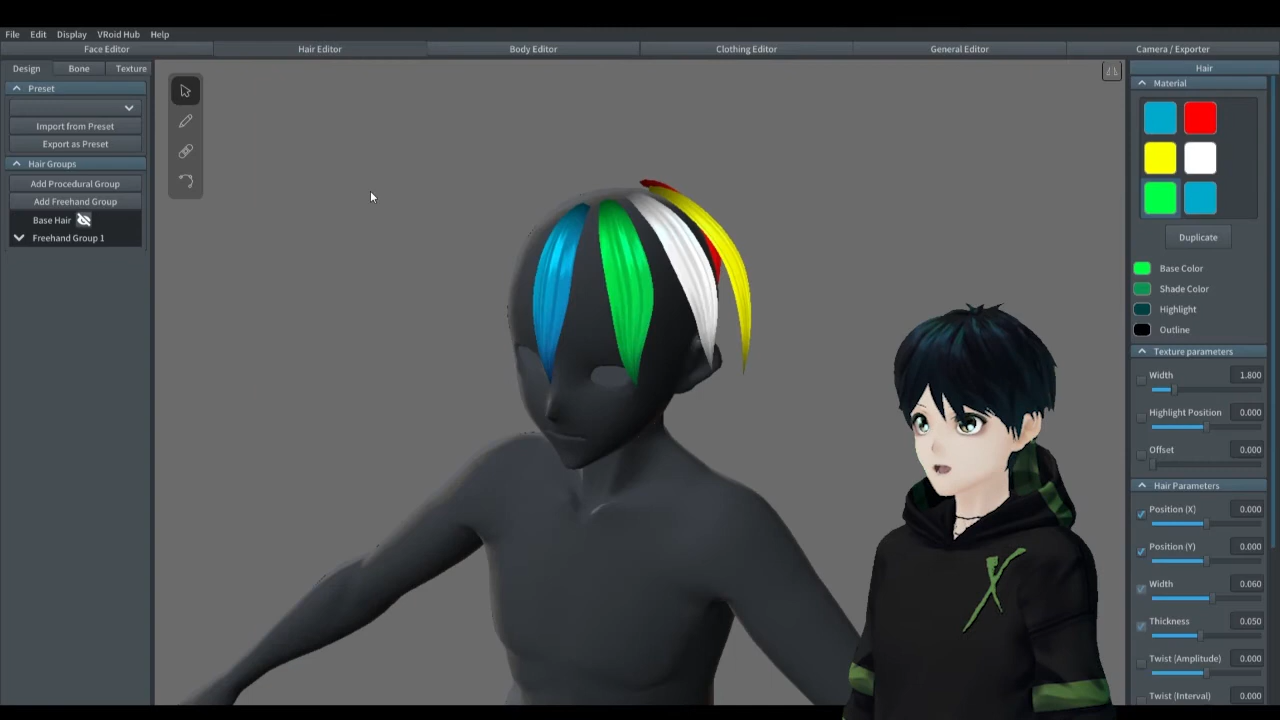 File Edit Display VRoid Hub Help
Face Editor Hair Editor Body Editor Clothing Editor General Editor Camera / Exporter
Design Bone Texture
Preset
Import from Preset
Export as Preset
Hair Groups
Add Procedural Group
Add Freehand Group
Base Hair
Freehand Group 1
Hair
Material
Duplicate
Base Color
Shade Color
Highlight
Outline
Texture parameters
Width 1.800
Highlight Position 0.000
Offset 0.000
Hair Parameters
Position (X) 0.000
Position (Y) 0.000
Width 0.060
Thickness 0.050
Twist (Amplitude) 0.000
Twist (Interval) 0.000